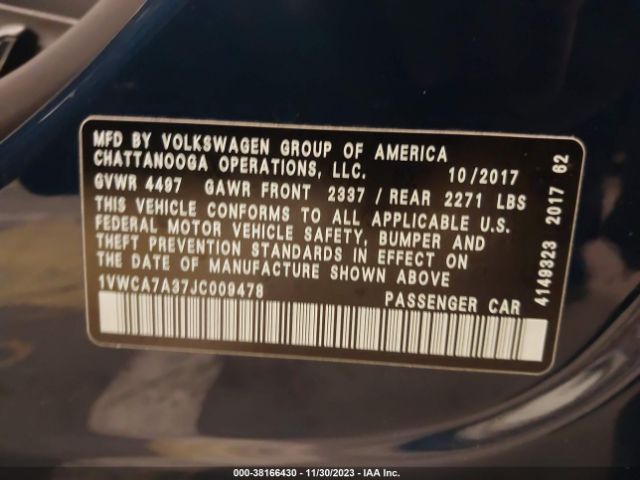 MFD BY VOLKSWAGEN GROUP OF AMERICA
CHATTANOOGA OPERATIONS, LLC. 10/2017
GVWR 4497 GAWR FRONT 2337 / REAR 2271 LBS
THIS VEHICLE CONFORMS TO ALL APPLICABLE U.S.
FEDERAL MOTOR VEHICLE SAFETY, BUMPER AND
THEFT PREVENTION STANDARDS IN EFFECT ON
THE DATE OF MANUFACTURE SHOWN ABOVE
1VWCA7A37JC009478 PASSENGER CAR
4149323 2017 62
000-38166430 - 11/30/2023 - IAA Inc.